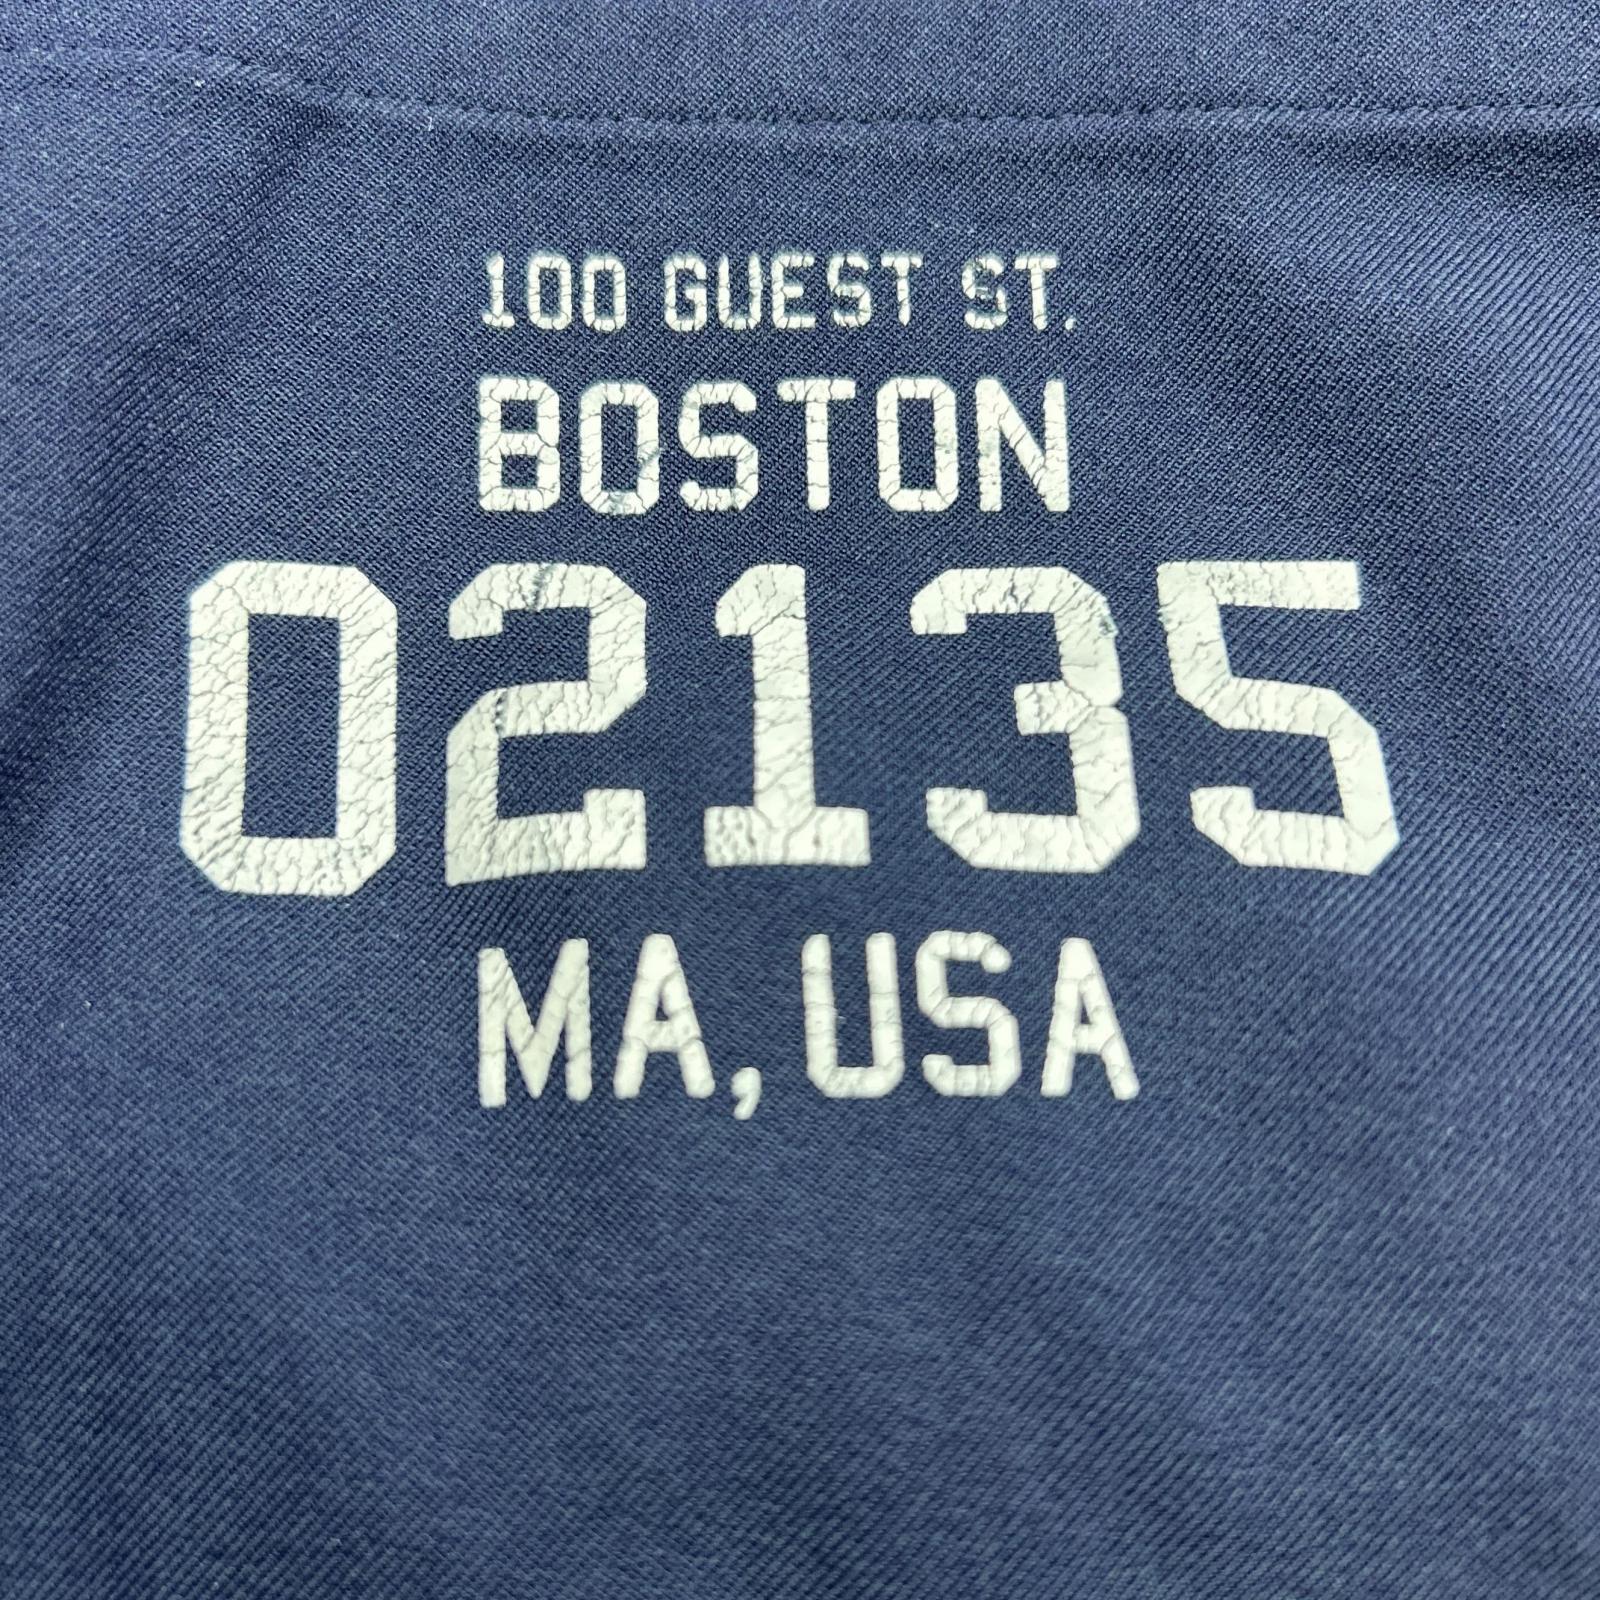 100 GUEST ST.
BOSTON
02135
MA, USA